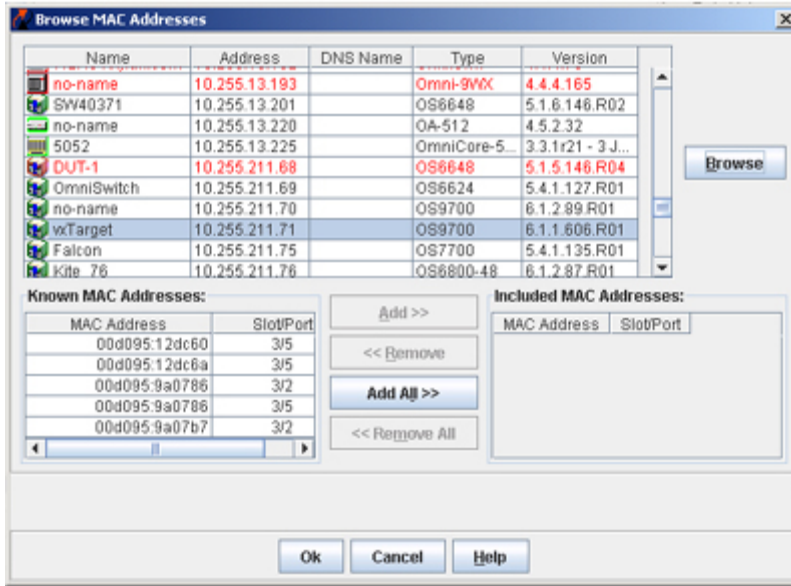 Browse MAC Addresses
Name Address DNS Name Type Version
no-name 10.255.13.193 Omni-9WX 4.4.4.165
SW40371 10.255.13.201 OS6648 5.1.6.146.R02
no-name 10.255.13.220 OA-512 4.5.2.32
5052 10.255.13.225 OmniCore-5... 3.3.1r21 - 3 J...
DUT-1 10.255.211.68 OS6648 5.1.5.146.R04
OmniSwitch 10.255.211.69 OS6624 5.4.1.127.R01
no-name 10.255.211.70 OS9700 6.1.2.89.R01
vxTarget 10.255.211.71 OS9700 6.1.1.606.R01
Falcon 10.255.211.75 OS7700 5.4.1.135.R01
Kite_76 10.255.211.76 OS6800-48 6.1.2.87.R01
Browse
Known MAC Addresses:
MAC Address Slot/Port
00d095:12dc60 3/5
00d095:12dc6a 3/5
00d095:9a0786 3/2
00d095:9a0786 3/5
00d095:9a07b7 3/2
Add >>
<< Remove
Add All >>
<< Remove All
Included MAC Addresses:
MAC Address Slot/Port
Ok Cancel Help